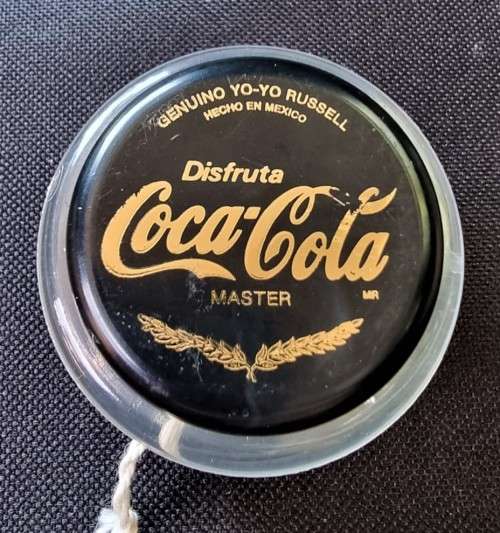 GENUINO YO-YO RUSSELL
HECHO EN MEXICO
Disfruta
Coca-Cola
MASTER
MR